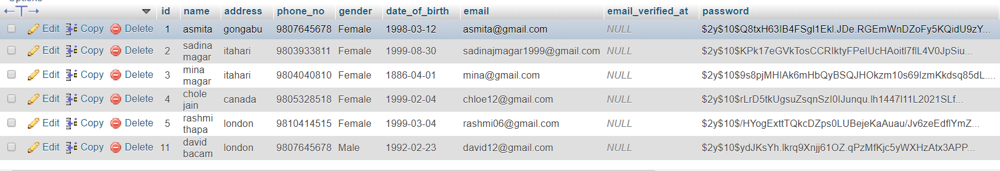 Options
id name address phone_no gender date_of_birth email email_verified_at password
Edit Copy Delete 1 asmita gongabu 9807645678 Female 1998-03-12 asmita@gmail.com NULL $2y$10$Q8txH63IB4FSgl1Ekl.JDe.RGEmWnDZoFy5KQidU9zY...
Edit Copy Delete 2 sadina magar itahari 9803933811 Female 1999-08-30 sadinajmagar1999@gmail.com NULL $2y$10$KPk17eGVkTosCCRIktyFPeIUcHAoitl7flL4V0JpSiu...
Edit Copy Delete 3 mina magar itahari 9804040810 Female 1886-04-01 mina@gmail.com NULL $2y$10$9s8pjMHlAk6mHbQyBSQJHOkzm10s69IzmKkdsq85dL....
Edit Copy Delete 4 chole jain canada 9805328518 Female 1999-02-04 chloe12@gmail.com NULL $2y$10$rLrD5tkUgsuZsqnSzI0lJunqu.lh1447I11L2021SLf...
Edit Copy Delete 5 rashmi thapa london 9810414515 Female 1999-03-04 rashmi06@gmail.com NULL $2y$10$/HYogExttTQkcDZps0LUBejeKaAuau/Jv6zeEdflYmZ...
Edit Copy Delete 11 david bacam london 9807645678 Male 1992-02-23 david12@gmail.com NULL $2y$10$ydJKsYh.lkrq9Xnjj61OZ.qPzMfKjc5yWXHzAtx3APP...